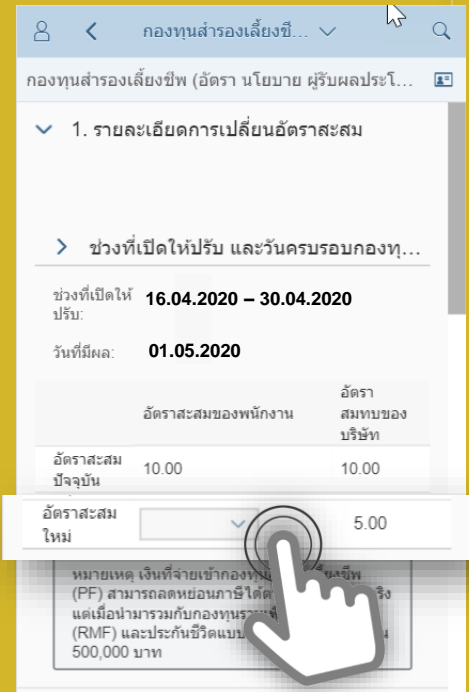 กองทุนสำรองเลี้ยงชี...
กองทุนสำรองเลี้ยงชีพ (อัตรา นโยบาย ผู้รับผลประโ...
1. รายละเอียดการเปลี่ยนอัตราสะสม
ช่วงที่เปิดให้ปรับ และวันครบรอบกองทุ...
ช่วงที่เปิดให้ปรับ: 16.04.2020 – 30.04.2020
วันที่มีผล: 01.05.2020
อัตราสะสมของพนักงาน อัตราสมทบของบริษัท
อัตราสะสมปัจจุบัน 10.00 10.00
อัตราสะสมใหม่ 5.00
หมายเหตุ เงินที่จ่ายเข้ากองทุน
(PF) สามารถลดหย่อนภาษีได้
แต่เมื่อนำมารวมกับกองทุน
(RMF) และประกันชีวิตแบบ
500,000 บาท